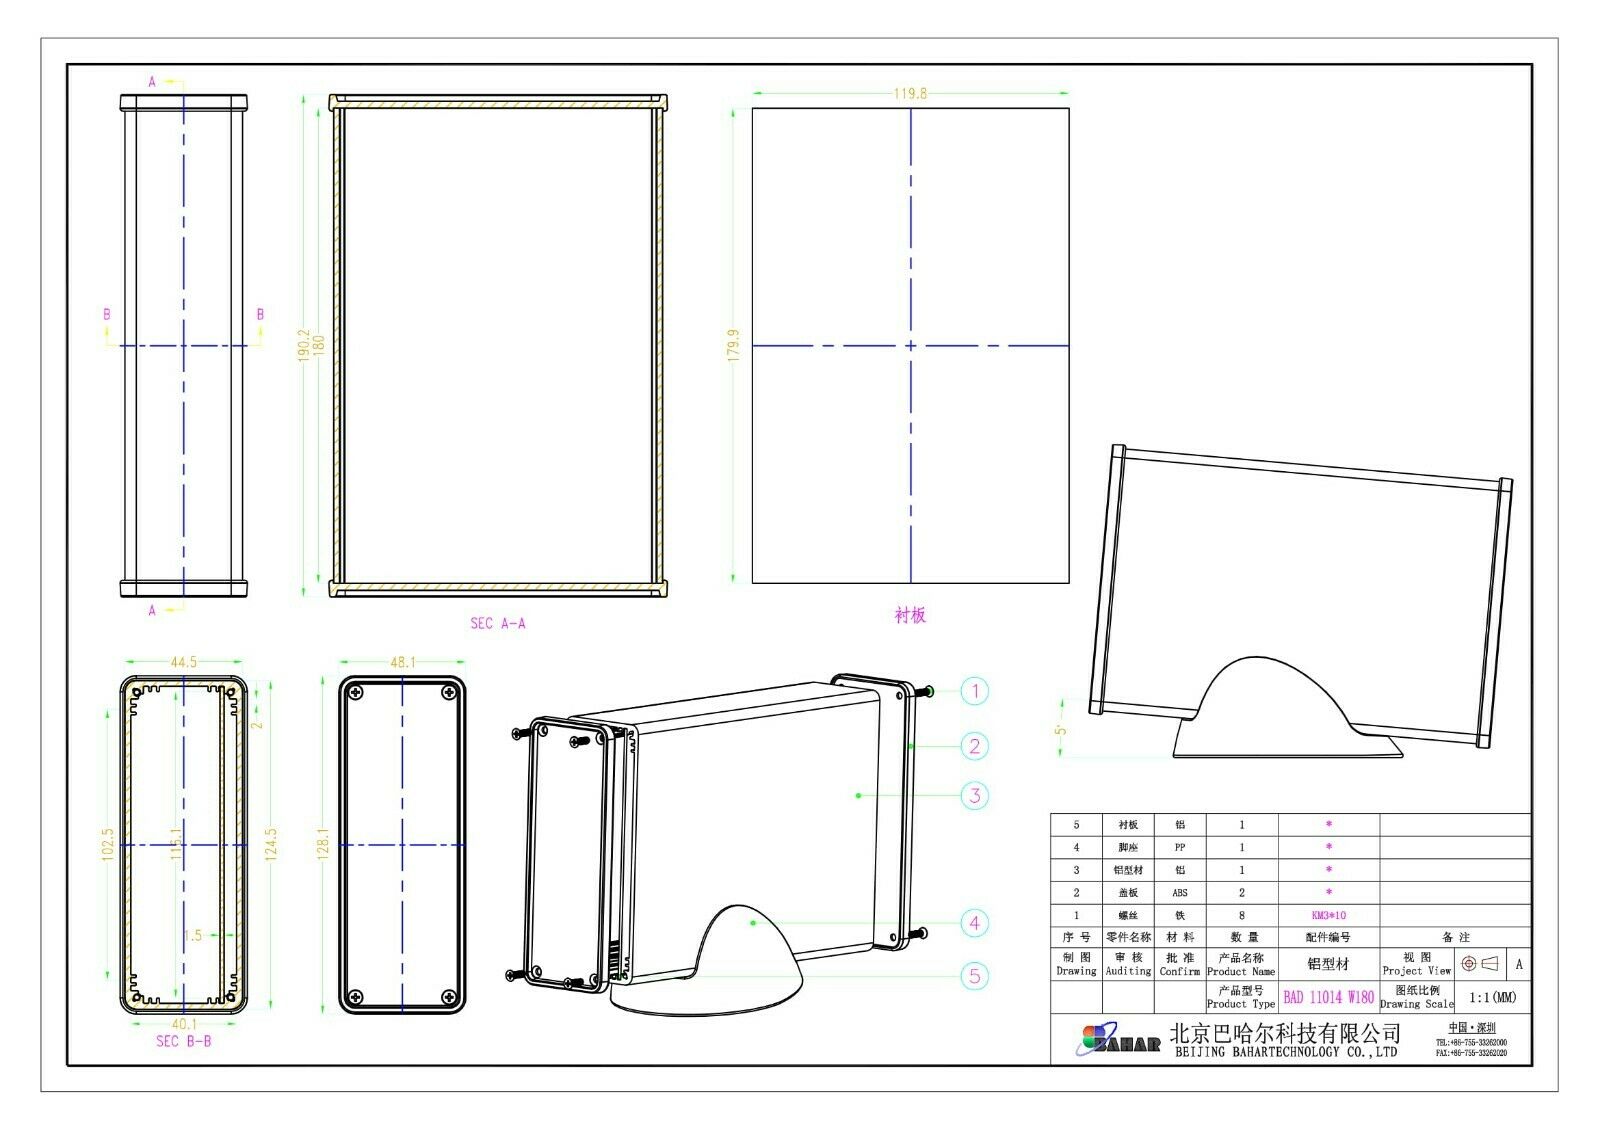 A
A
B
B
190.2
180
SEC A-A
119.8
179.9
衬板
44.5
2
102.5
116.1
124.5
1.5
40.1
SEC B-B
48.1
128.1
1
2
3
4
5
5'
5 衬板 铝 1 *
4 脚座 PP 1 *
3 铝型材 铝 1 *
2 盖板 ABS 2 *
1 螺丝 铁 8 KM3*10
序 号 零件名称 材 料 数 量 配件编号 备 注
制 图 审 核 批 准 产品名称 铝型材 视 图 A
Drawing Auditing Confirm Product Name Project View
产品型号 BAD 11014 W180 图纸比例 1:1(MM)
Product Type Drawing Scale
BAHAR 北京巴哈尔科技有限公司 中国·深圳
BEIJING BAHARTECHNOLOGY CO.,LTD
TEL:+86-755-33262000
FAX:+86-755-33262020